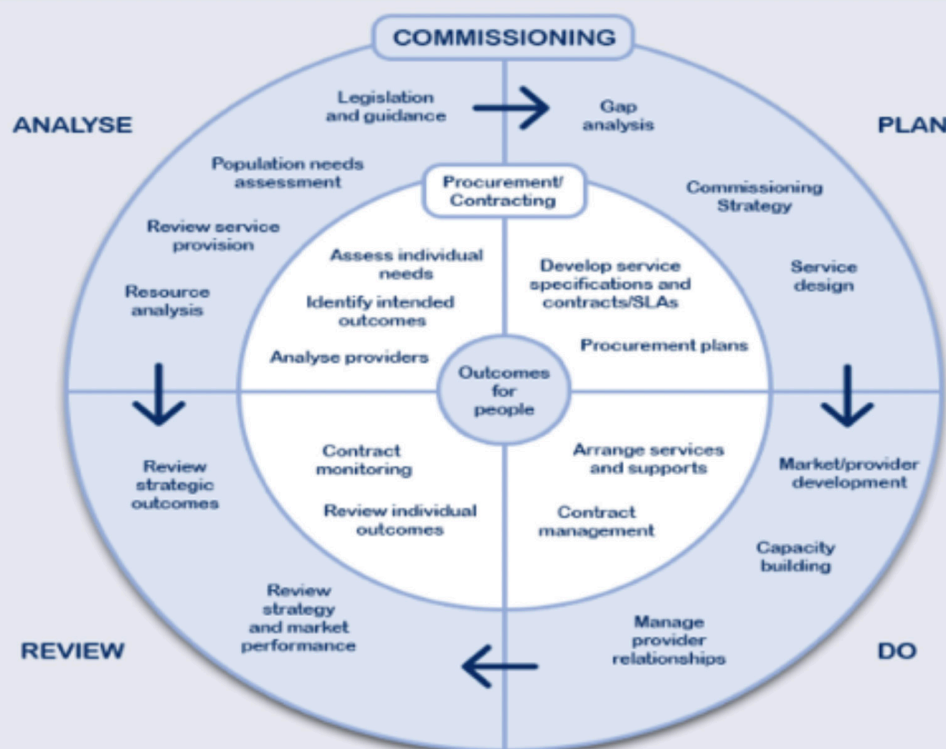 COMMISSIONING
ANALYSE
PLAN
Legislation
and guidance
Gap
analysis
Population needs
assessment
Procurement/
Contracting
Commissioning
Strategy
Review service
provision
Assess individual
needs
Develop service
specifications and
contracts/SLAs
Service
design
Resource
analysis
Identify intended
outcomes
Analyse providers
Procurement plans
Outcomes
for
people
Contract
monitoring
Arrange services
and supports
Review
strategic
outcomes
Market/provider
development
Review individual
outcomes
Contract
management
Capacity
building
Review
strategy
and market
performance
Manage
provider
relationships
REVIEW
DO